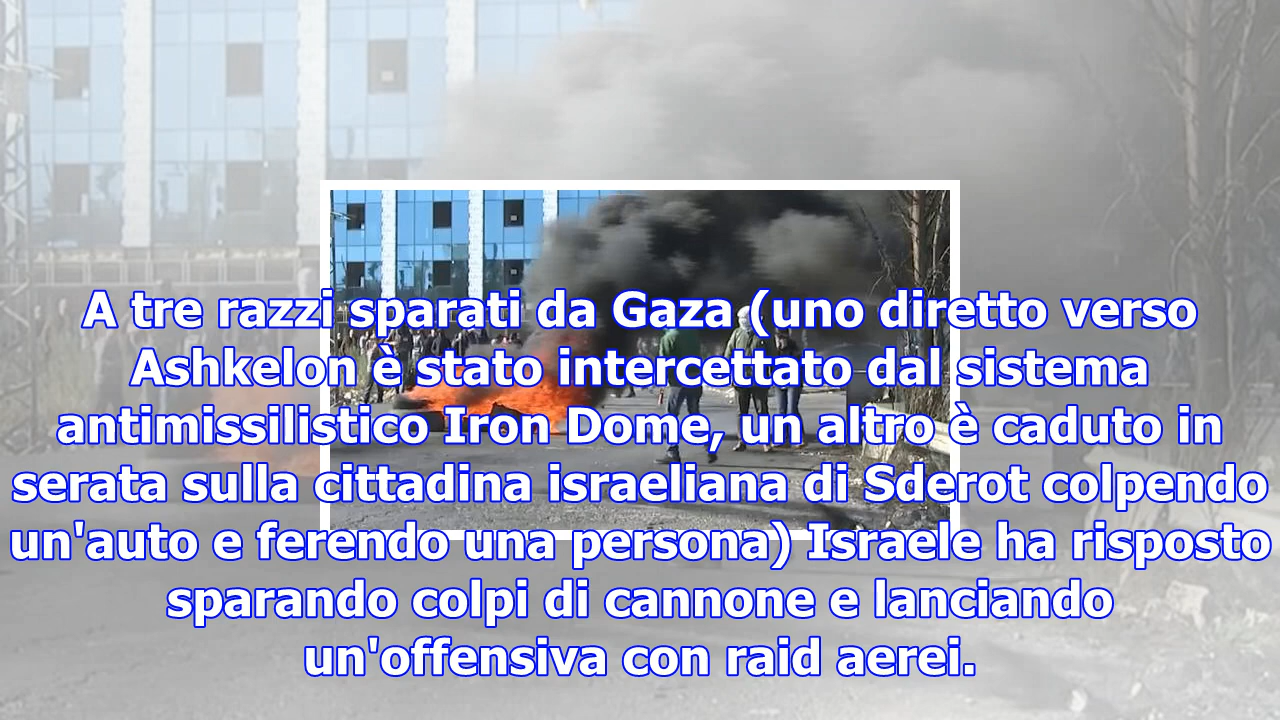 A tre razzi sparati da Gaza (uno diretto verso
Ashkelon è stato intercettato dal sistema
antimissilistico Iron Dome, un altro è caduto in
serata sulla cittadina israeliana di Sderot colpendo
un'auto e ferendo una persona) Israele ha risposto
sparando colpi di cannone e lanciando
un'offensiva con raid aerei.